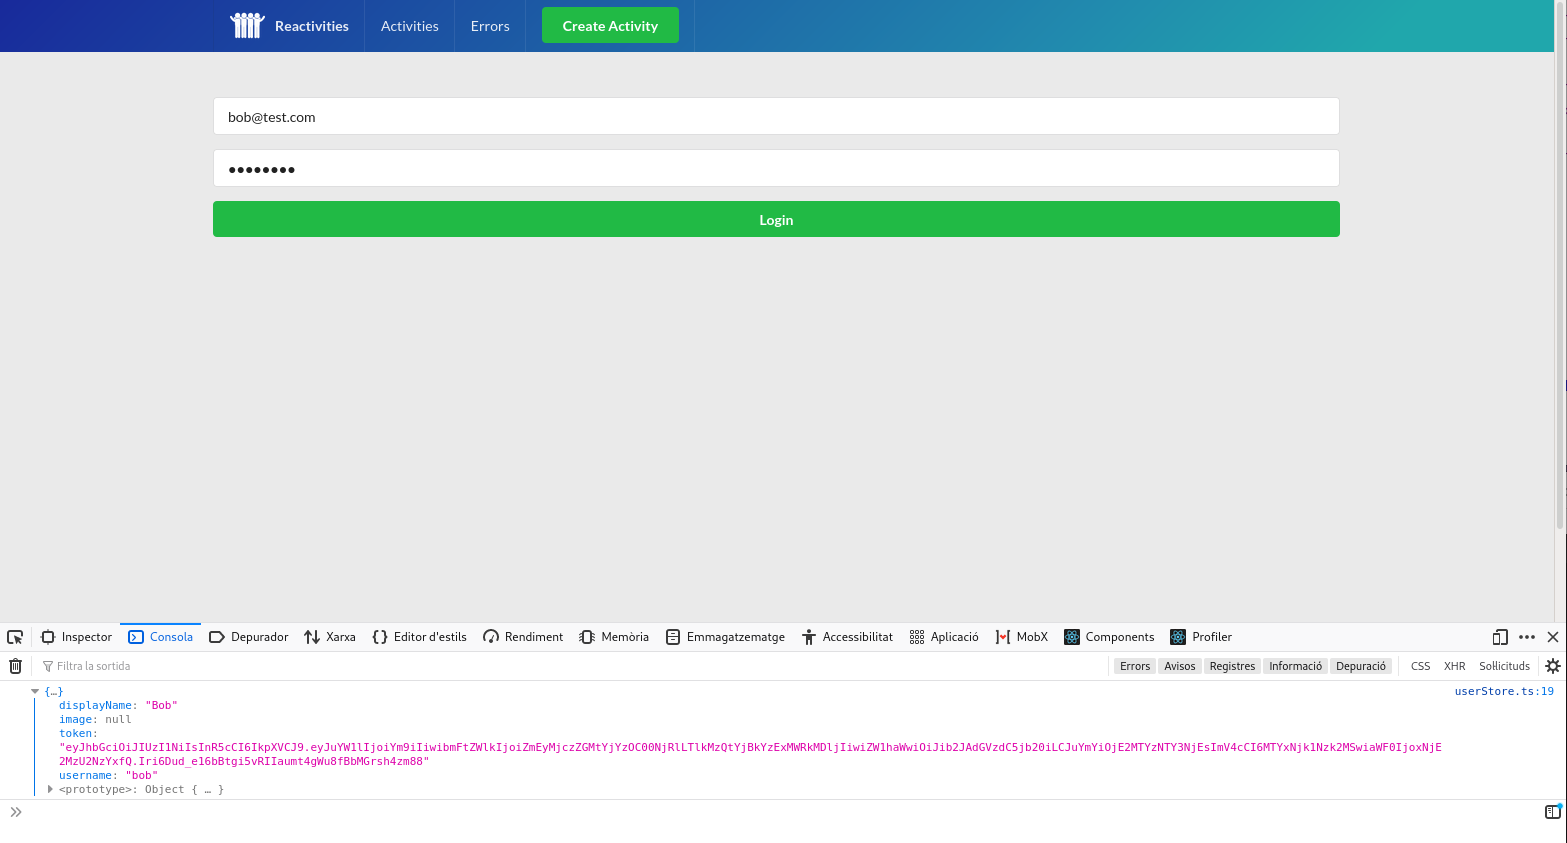 Reactivities Activities Errors Create Activity
bob@test.com
●●●●●●●●
Login
Inspector Consola Depurador Xarxa Editor d'estils Rendiment Memòria Emmagatzematge Accessibilitat Aplicació MobX Components Profiler
Filtra la sortida Errors Avisos Registres Informació Depuració CSS XHR Sol·licituds
{…} userStore.ts:19
displayName: "Bob"
image: null
token:
"eyJhbGciOiJIUzI1NiIsInR5cCI6IkpXVCJ9.eyJuYW1lIjoiYm9iIiwibmFtZWlkIjoiZmEyMjczZGMtYjYzOC00NjRlLTlkMzQtYjBkYzExMWRkMDljIiwiZW1haWwiOiJib2JAdGVzdC5jb20iLCJuYmYiOjE2MTYzNTY3NjEsImV4cCI6MTYxNjk1Nzk2MSwiaWF0IjoxNjE
2MzU2NzYxfQ.Iri6Dud_e16bBtgi5vRIIaumt4gWu8fBbMGrsh4zm88"
username: "bob"
<prototype>: Object { … }